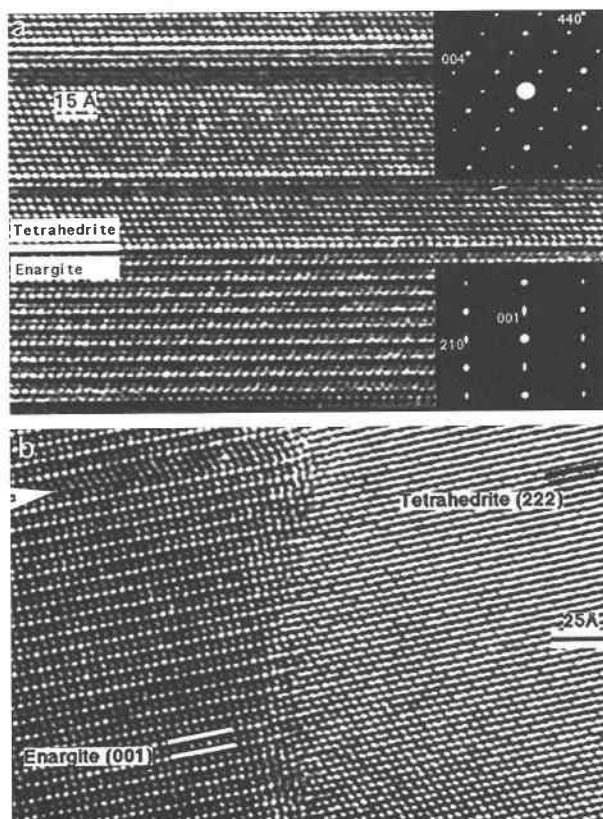 a
440
004
15 Å
Tetrahedrite
Enargite
001
210
b
Tetrahedrite (222)
25Å
Enargite (001)